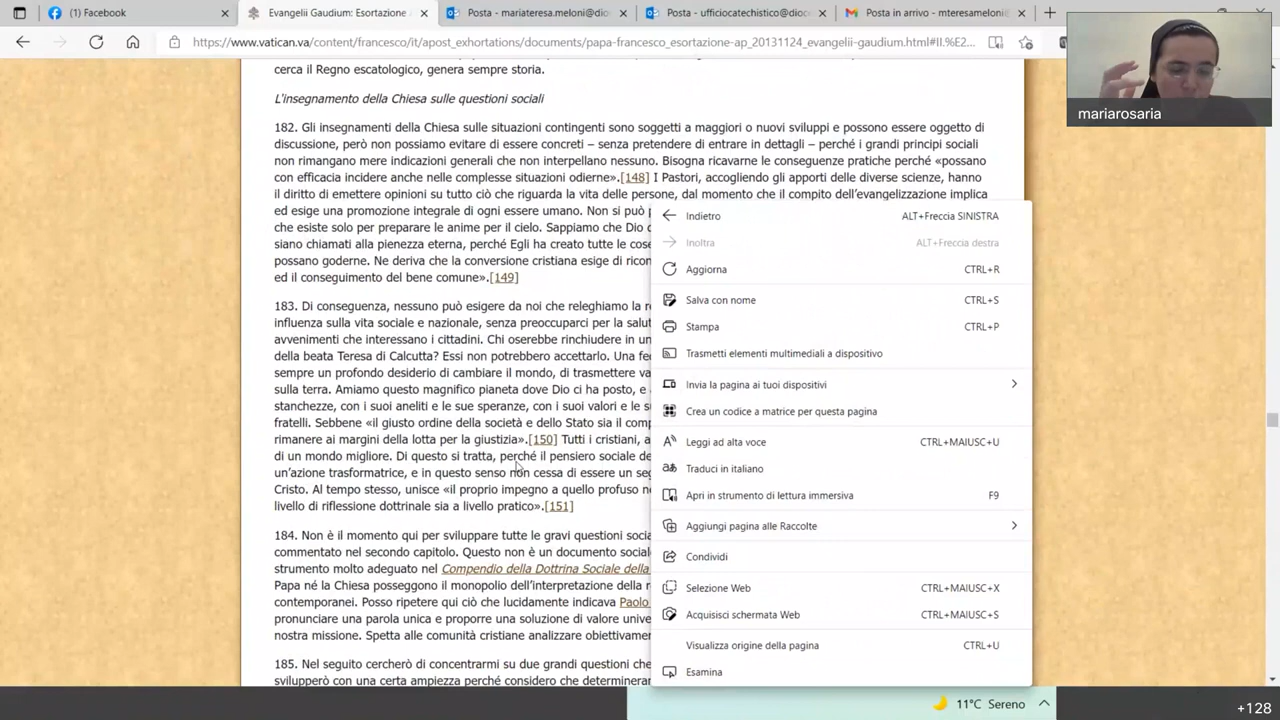 (1) Facebook
Evangelii Gaudium: Esortazione A
Posta - mariateresa.meloni@dio
Posta - ufficiocatechistico@dioce
Posta in arrivo - mteresameloni@
https://www.vatican.va/content/francesco/it/apost_exhortations/documents/papa-francesco_esortazione-ap_20131124_evangelii-gaudium.html#II.%E2...
mariarosaria
cerca il Regno escatologico, genera sempre storia.
L'insegnamento della Chiesa sulle questioni sociali
182. Gli insegnamenti della Chiesa sulle situazioni contingenti sono soggetti a maggiori o nuovi sviluppi e possono essere oggetto di
discussione, però non possiamo evitare di essere concreti – senza pretendere di entrare in dettagli – perché i grandi principi sociali
non rimangano mere indicazioni generali che non interpellano nessuno. Bisogna ricavarne le conseguenze pratiche perché «possano
con efficacia incidere anche nelle complesse situazioni odierne».[148] I Pastori, accogliendo gli apporti delle diverse scienze, hanno
il diritto di emettere opinioni su tutto ciò che riguarda la vita delle persone, dal momento che il compito dell'evangelizzazione implica
ed esige una promozione integrale di ogni essere umano. Non si può
che esiste solo per preparare le anime per il cielo. Sappiamo che Dio
siano chiamati alla pienezza eterna, perché Egli ha creato tutte le cose
possano goderne. Ne deriva che la conversione cristiana esige di ricon
ed il conseguimento del bene comune».[149]
183. Di conseguenza, nessuno può esigere da noi che releghiamo la re
influenza sulla vita sociale e nazionale, senza preoccuparci per la salut
avvenimenti che interessano i cittadini. Chi oserebbe rinchiudere in un
della beata Teresa di Calcutta? Essi non potrebbero accettarlo. Una fed
sempre un profondo desiderio di cambiare il mondo, di trasmettere va
sulla terra. Amiamo questo magnifico pianeta dove Dio ci ha posto, e
stanchezze, con i suoi aneliti e le sue speranze, con i suoi valori e le su
fratelli. Sebbene «il giusto ordine della società e dello Stato sia il comp
rimanere ai margini della lotta per la giustizia».[150] Tutti i cristiani, a
di un mondo migliore. Di questo si tratta, perché il pensiero sociale de
un'azione trasformatrice, e in questo senso non cessa di essere un seg
Cristo. Al tempo stesso, unisce «il proprio impegno a quello profuso ne
livello di riflessione dottrinale sia a livello pratico».[151]
184. Non è il momento qui per sviluppare tutte le gravi questioni socia
commentato nel secondo capitolo. Questo non è un documento sociale
strumento molto adeguato nel Compendio della Dottrina Sociale della
Papa né la Chiesa posseggono il monopolio dell'interpretazione della r
contemporanei. Posso ripetere qui ciò che lucidamente indicava Paolo
pronunciare una parola unica e proporre una soluzione di valore unive
nostra missione. Spetta alle comunità cristiane analizzare obiettivamen
185. Nel seguito cercherò di concentrarmi su due grandi questioni che
svilupperò con una certa ampiezza perché considero che determineran
Indietro ALT+Freccia SINISTRA
Inoltra ALT+Freccia destra
Aggiorna CTRL+R
Salva con nome CTRL+S
Stampa CTRL+P
Trasmetti elementi multimediali a dispositivo
Invia la pagina ai tuoi dispositivi
Crea un codice a matrice per questa pagina
Leggi ad alta voce CTRL+MAIUSC+U
Traduci in italiano
Apri in strumento di lettura immersiva F9
Aggiungi pagina alle Raccolte
Condividi
Selezione Web CTRL+MAIUSC+X
Acquisisci schermata Web CTRL+MAIUSC+S
Visualizza origine della pagina CTRL+U
Esamina
11°C Sereno
+128